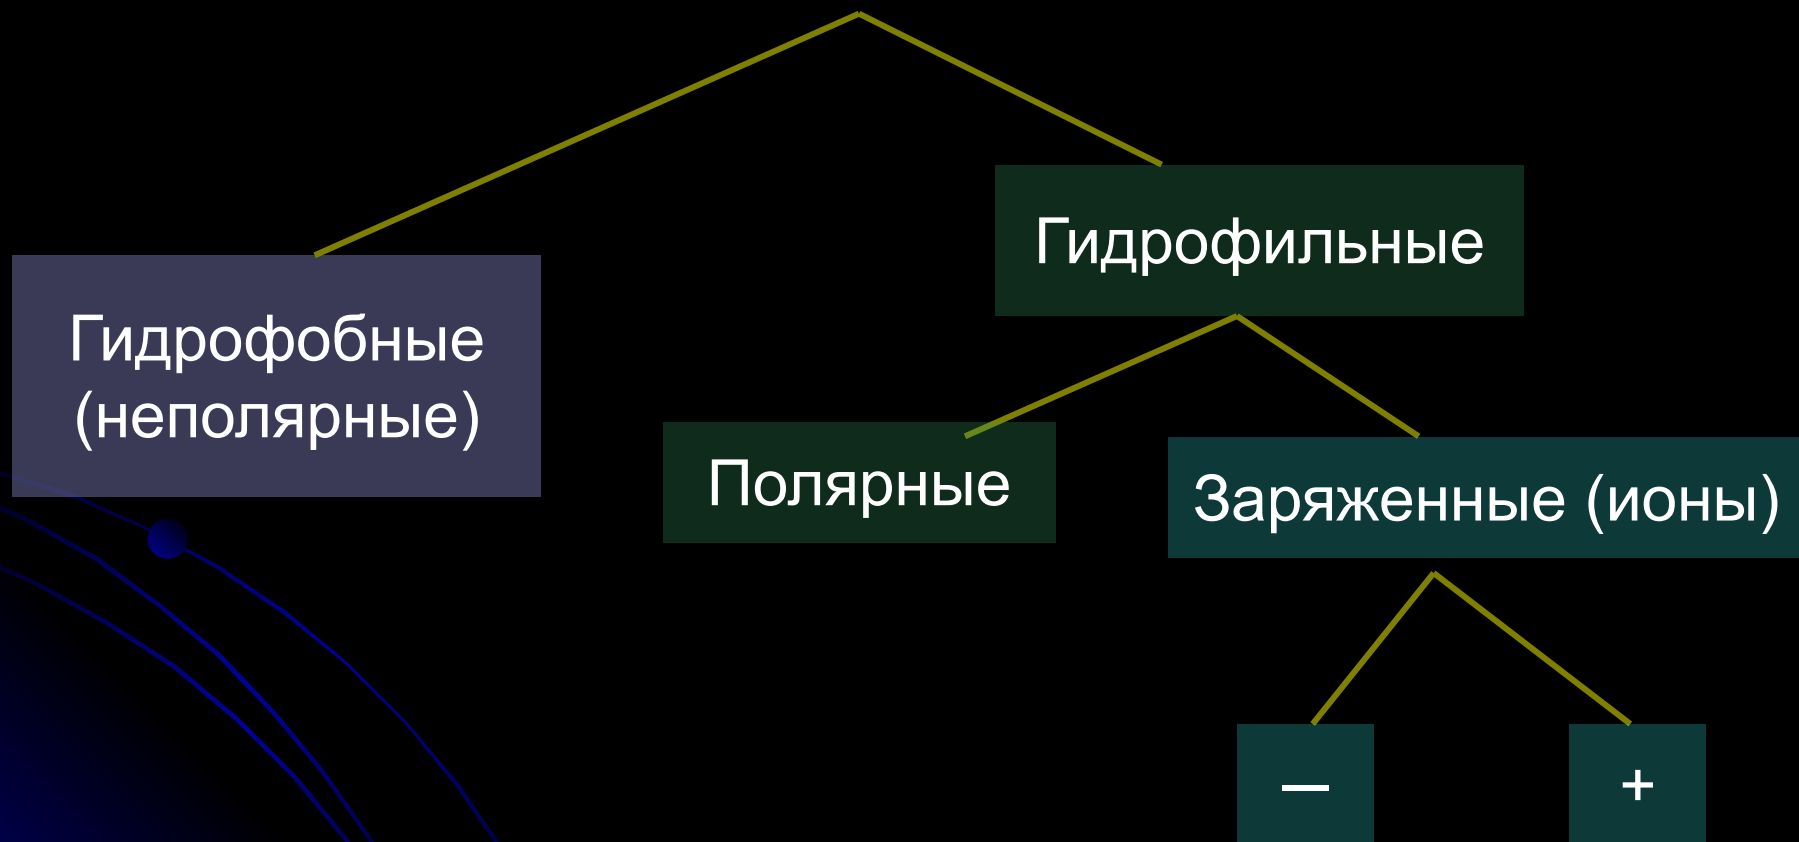 Гидрофильные
Гидрофобные
(неполярные)
Полярные
Заряженные (ионы)
—
+